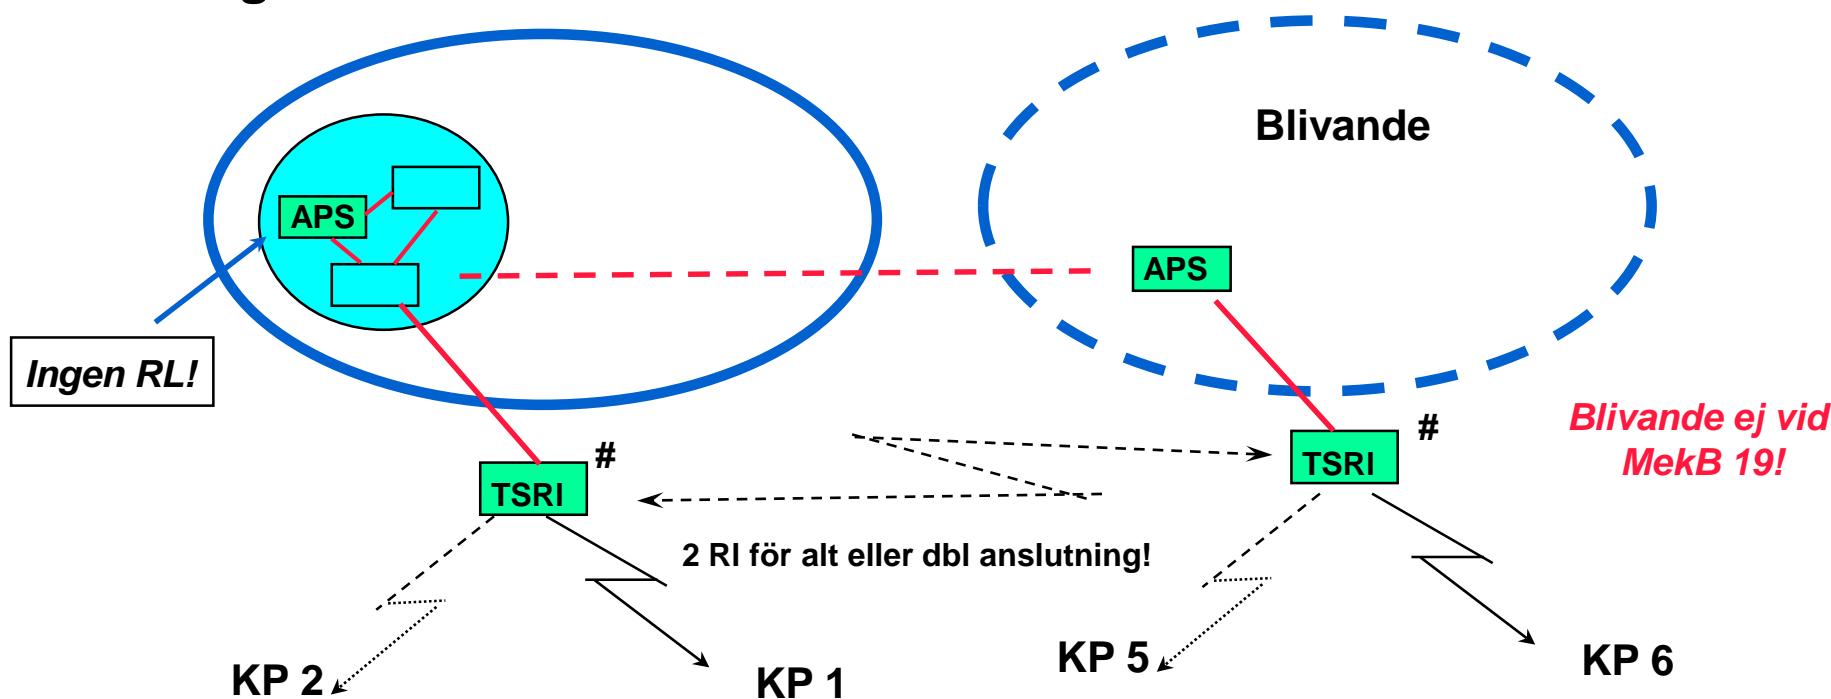 Blivande
APS
APS
Ingen RL!
Blivande ej vid
MekB 19!
#
#
TSRI
TSRI
2 Rl för alt eller dbl anslutning!
KP 2
KP 1
KP 5
KP 6